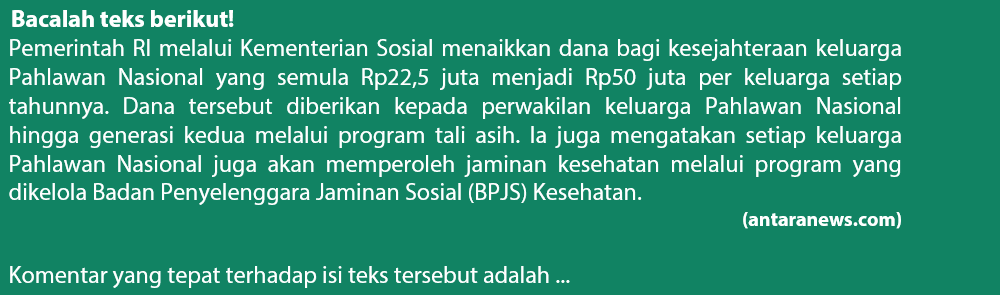 Bacalah teks berikut!
Pemerintah RI melalui Kementerian Sosial menaikkan dana bagi kesejahteraan keluarga
Pahlawan Nasional yang semula Rp22,5 juta menjadi Rp50 juta per keluarga setiap
tahunnya. Dana tersebut diberikan kepada perwakilan keluarga Pahlawan Nasional
hingga generasi kedua melalui program tali asih. Ia juga mengatakan setiap keluarga
Pahlawan Nasional juga akan memperoleh jaminan kesehatan melalui program yang
dikelola Badan Penyelenggara Jaminan Sosial (BPJS) Kesehatan.
(antaranews.com)
Komentar yang tepat terhadap isi teks tersebut adalah ...